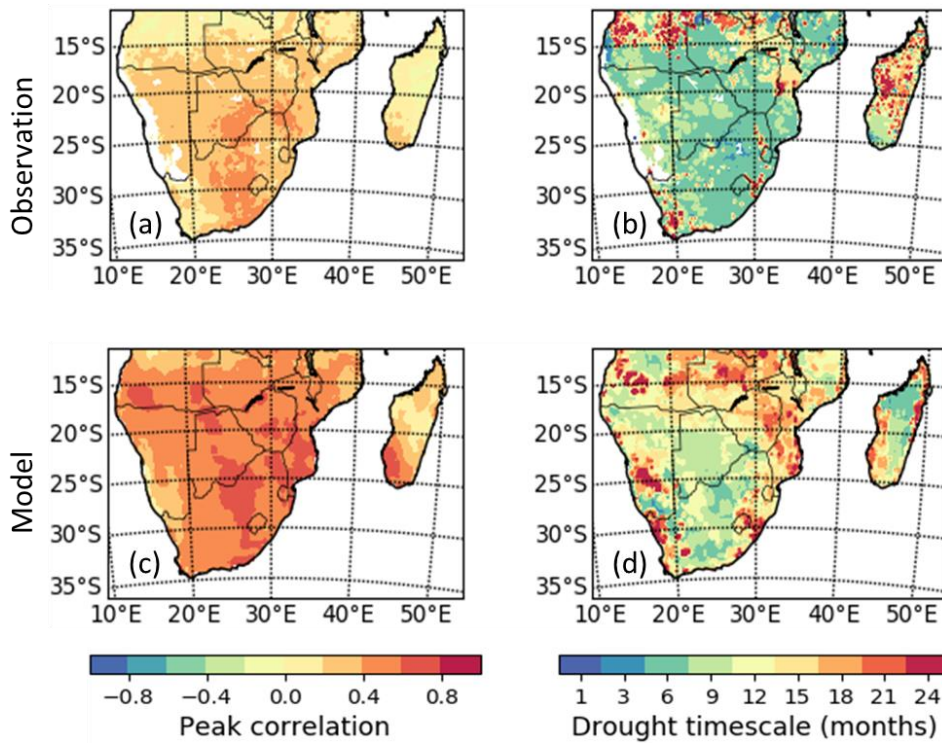 Observation
15°S
20°S
25°S
30°S
35°S
(a)
10°E 20°E 30°E 40°E 50°E
15°S
20°S
25°S
30°S
35°S
(b)
10°E 20°E 30°E 40°E 50°E
Model
15°S
20°S
25°S
30°S
35°S
(c)
10°E 20°E 30°E 40°E 50°E
15°S
20°S
25°S
30°S
35°S
(d)
10°E 20°E 30°E 40°E 50°E
−0.8 −0.4 0.0 0.4 0.8
Peak correlation
1 3 6 9 12 15 18 21 24
Drought timescale (months)